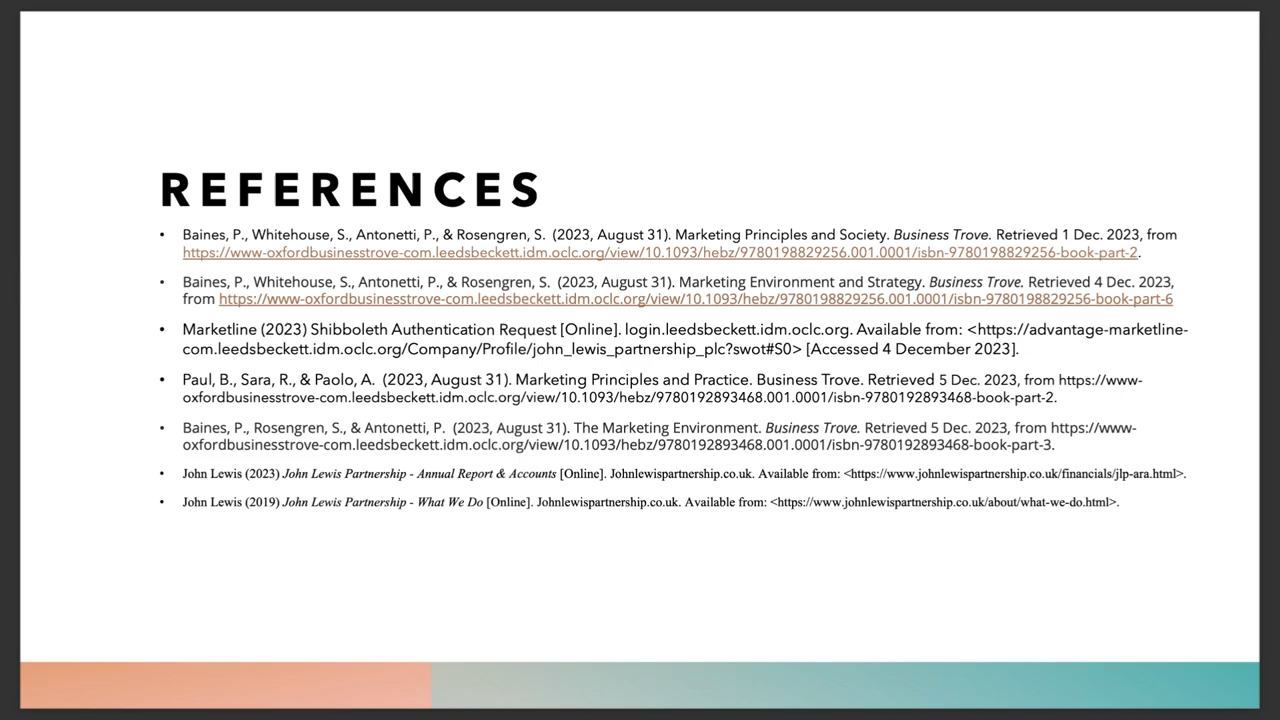 REFERENCES
• Baines, P., Whitehouse, S., Antonetti, P., & Rosengren, S.  (2023, August 31). Marketing Principles and Society. Business Trove. Retrieved 1 Dec. 2023, from
https://www-oxfordbusinesstrove-com.leedsbeckett.idm.oclc.org/view/10.1093/hebz/9780198829256.001.0001/isbn-9780198829256-book-part-2.
• Baines, P., Whitehouse, S., Antonetti, P., & Rosengren, S.  (2023, August 31). Marketing Environment and Strategy. Business Trove. Retrieved 4 Dec. 2023,
from https://www-oxfordbusinesstrove-com.leedsbeckett.idm.oclc.org/view/10.1093/hebz/9780198829256.001.0001/isbn-9780198829256-book-part-6
• Marketline (2023) Shibboleth Authentication Request [Online]. login.leedsbeckett.idm.oclc.org. Available from: <https://advantage-marketline-
com.leedsbeckett.idm.oclc.org/Company/Profile/john_lewis_partnership_plc?swot#S0> [Accessed 4 December 2023].
• Paul, B., Sara, R., & Paolo, A.  (2023, August 31). Marketing Principles and Practice. Business Trove. Retrieved 5 Dec. 2023, from https://www-
oxfordbusinesstrove-com.leedsbeckett.idm.oclc.org/view/10.1093/hebz/9780192893468.001.0001/isbn-9780192893468-book-part-2.
• Baines, P., Rosengren, S., & Antonetti, P.  (2023, August 31). The Marketing Environment. Business Trove. Retrieved 5 Dec. 2023, from https://www-
oxfordbusinesstrove-com.leedsbeckett.idm.oclc.org/view/10.1093/hebz/9780192893468.001.0001/isbn-9780192893468-book-part-3.
• John Lewis (2023) John Lewis Partnership - Annual Report & Accounts [Online]. Johnlewispartnership.co.uk. Available from: <https://www.johnlewispartnership.co.uk/financials/jlp-ara.html>.
• John Lewis (2019) John Lewis Partnership - What We Do [Online]. Johnlewispartnership.co.uk. Available from: <https://www.johnlewispartnership.co.uk/about/what-we-do.html>.